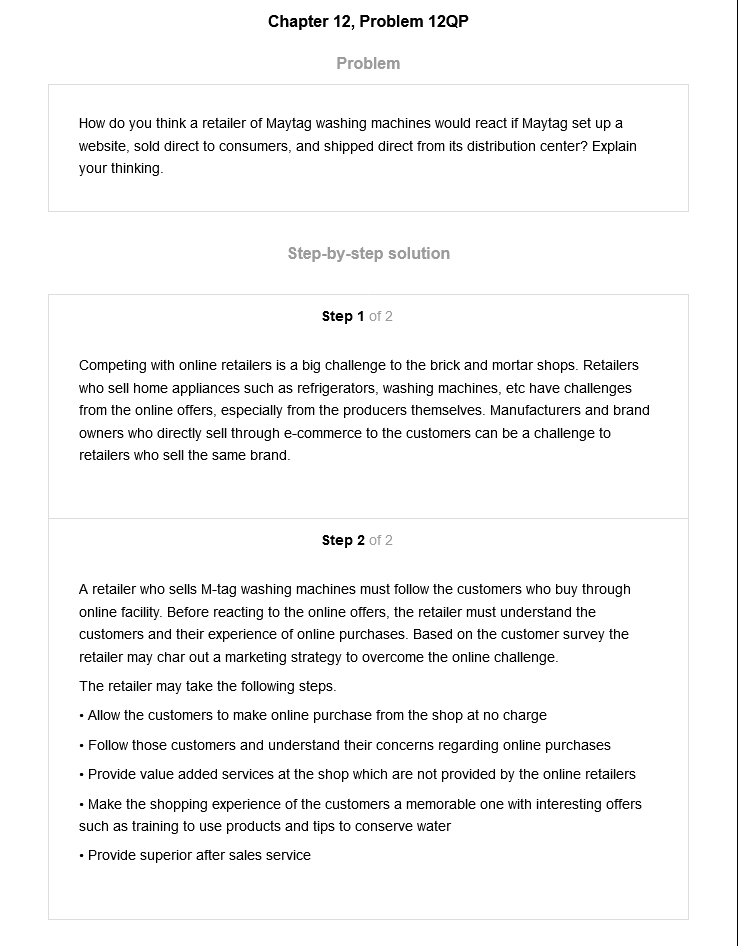 Chapter 12, Problem 12QP
Problem
How do you think a retailer of Maytag washing machines would react if Maytag set up a
website, sold direct to consumers, and shipped direct from its distribution center? Explain
your thinking.
Step-by-step solution
Step 1 of 2
Competing with online retailers is a big challenge to the brick and mortar shops. Retailers
who sell home appliances such as refrigerators, washing machines, etc have challenges
from the online offers, especially from the producers themselves. Manufacturers and brand
owners who directly sell through e-commerce to the customers can be a challenge to
retailers who sell the same brand.
Step 2 of 2
A retailer who sells M-tag washing machines must follow the customers who buy through
online facility. Before reacting to the online offers, the retailer must understand the
customers and their experience of online purchases. Based on the customer survey the
retailer may char out a marketing strategy to overcome the online challenge.
The retailer may take the following steps.
• Allow the customers to make online purchase from the shop at no charge
• Follow those customers and understand their concerns regarding online purchases
• Provide value added services at the shop which are not provided by the online retailers
• Make the shopping experience of the customers a memorable one with interesting offers
such as training to use products and tips to conserve water
• Provide superior after sales service